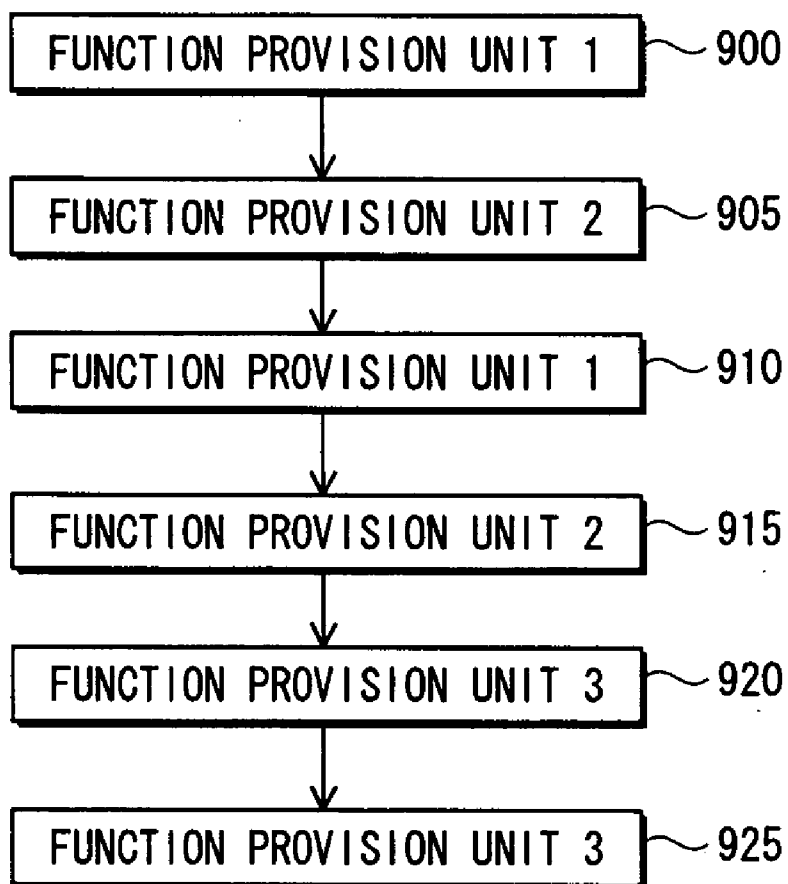 FUNCTION PROVISION UNIT 1 900
FUNCTION PROVISION UNIT 2 905
FUNCTION PROVISION UNIT 1 910
FUNCTION PROVISION UNIT 2 915
FUNCTION PROVISION UNIT 3 920
FUNCTION PROVISION UNIT 3 925